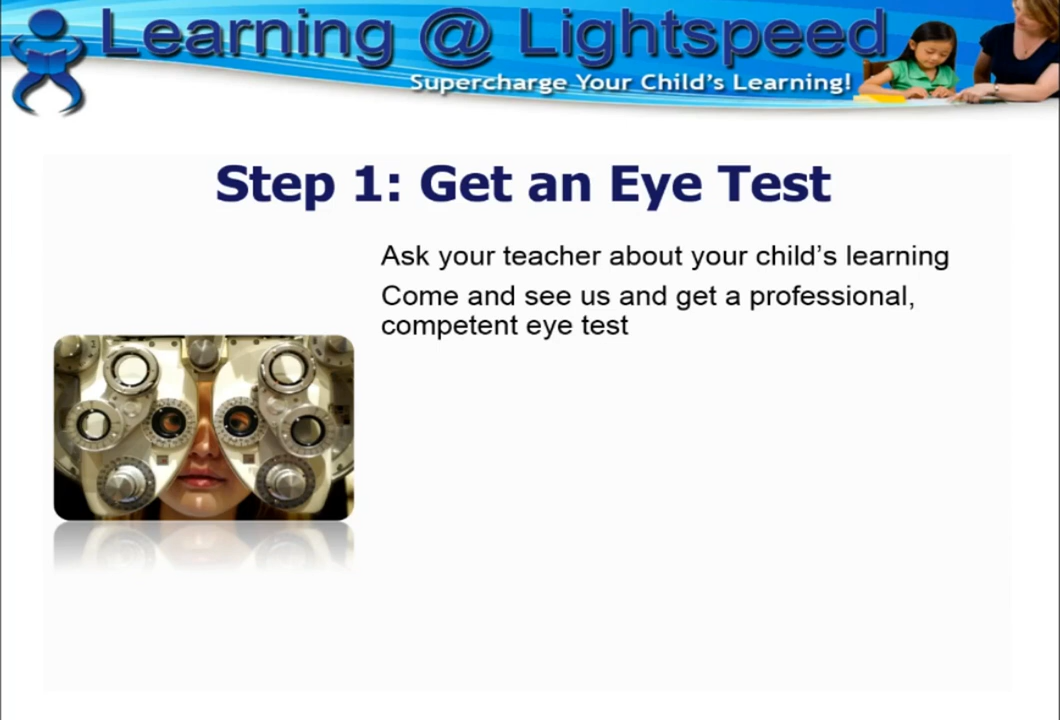 Learning @ Lightspeed
Supercharge Your Child's Learning!
Step 1: Get an Eye Test
Ask your teacher about your child's learning
Come and see us and get a professional,
competent eye test